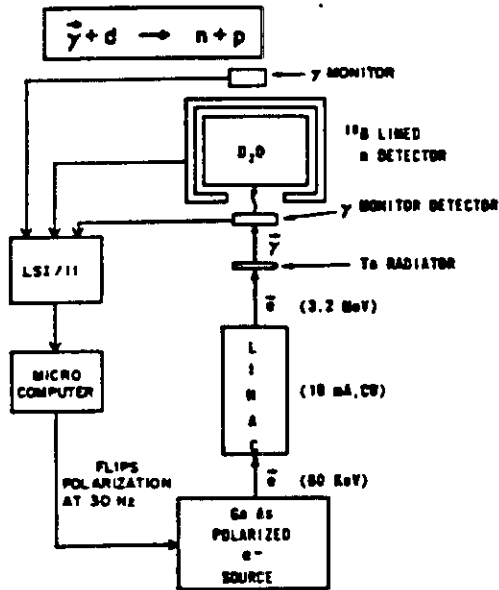 γ⃗ + d → n + p
γ MONITOR
D₂O
¹⁰B LINED
n DETECTOR
γ MONITOR DETECTOR
γ⃗
Ta RADIATOR
e⃗ (3.2 MeV)
LSI/11
LINAC
(10 mA, CW)
MICRO
COMPUTER
FLIPS
POLARIZATION
AT 30 Hz
e⃗ (60 KeV)
Ga As
POLARIZED
e⁻
SOURCE